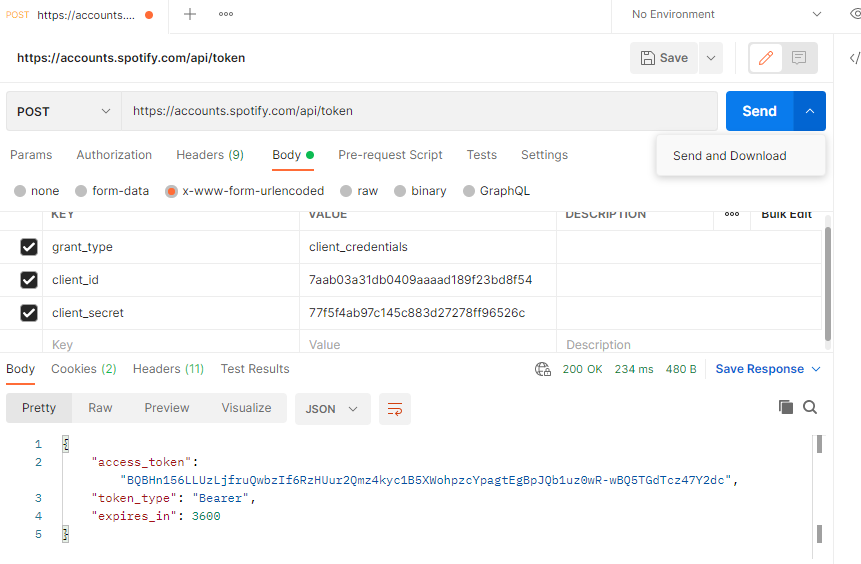 POST https://accounts....
No Environment
https://accounts.spotify.com/api/token
Save
POST https://accounts.spotify.com/api/token
Send
Params Authorization Headers (9) Body Pre-request Script Tests Settings
Send and Download
none form-data x-www-form-urlencoded raw binary GraphQL
KEY VALUE DESCRIPTION Bulk Edit
grant_type client_credentials
client_id 7aab03a31db0409aaaad189f23bd8f54
client_secret 77f5f4ab97c145c883d27278ff96526c
Key Value Description
Body Cookies (2) Headers (11) Test Results 200 OK 234 ms 480 B Save Response
Pretty Raw Preview Visualize JSON
1 {
2 "access_token":
"BQBHn156LLUzLjfruQwbzIf6RzHUur2Qmz4kyc1B5XWohpzcYpagtEgBpJQb1uz0wR-wBQ5TGdTcz47Y2dc",
3 "token_type": "Bearer",
4 "expires_in": 3600
5 }